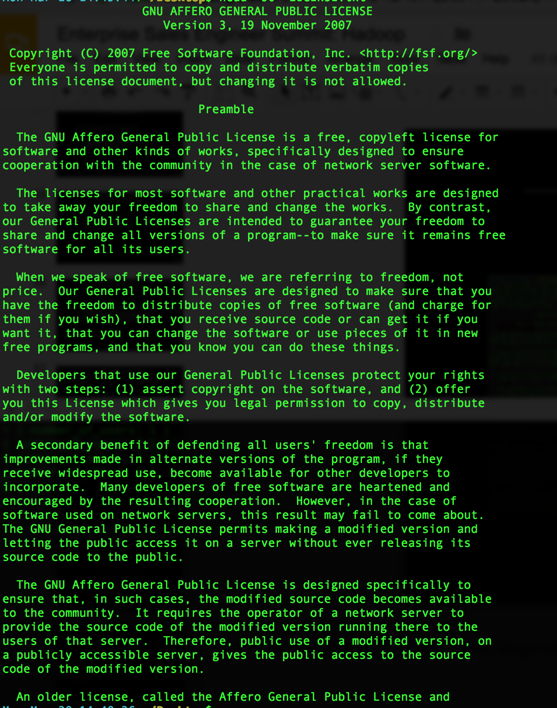 GNU AFFERO GENERAL PUBLIC LICENSE
Version 3, 19 November 2007
Copyright (C) 2007 Free Software Foundation, Inc. <http://fsf.org/>
Everyone is permitted to copy and distribute verbatim copies
of this license document, but changing it is not allowed.
Preamble
The GNU Affero General Public License is a free, copyleft license for
software and other kinds of works, specifically designed to ensure
cooperation with the community in the case of network server software.
The licenses for most software and other practical works are designed
to take away your freedom to share and change the works.  By contrast,
our General Public Licenses are intended to guarantee your freedom to
share and change all versions of a program--to make sure it remains free
software for all its users.
When we speak of free software, we are referring to freedom, not
price.  Our General Public Licenses are designed to make sure that you
have the freedom to distribute copies of free software (and charge for
them if you wish), that you receive source code or can get it if you
want it, that you can change the software or use pieces of it in new
free programs, and that you know you can do these things.
Developers that use our General Public Licenses protect your rights
with two steps: (1) assert copyright on the software, and (2) offer
you this License which gives you legal permission to copy, distribute
and/or modify the software.
A secondary benefit of defending all users' freedom is that
improvements made in alternate versions of the program, if they
receive widespread use, become available for other developers to
incorporate.  Many developers of free software are heartened and
encouraged by the resulting cooperation.  However, in the case of
software used on network servers, this result may fail to come about.
The GNU General Public License permits making a modified version and
letting the public access it on a server without ever releasing its
source code to the public.
The GNU Affero General Public License is designed specifically to
ensure that, in such cases, the modified source code becomes available
to the community.  It requires the operator of a network server to
provide the source code of the modified version running there to the
users of that server.  Therefore, public use of a modified version, on
a publicly accessible server, gives the public access to the source
code of the modified version.
An older license, called the Affero General Public License and